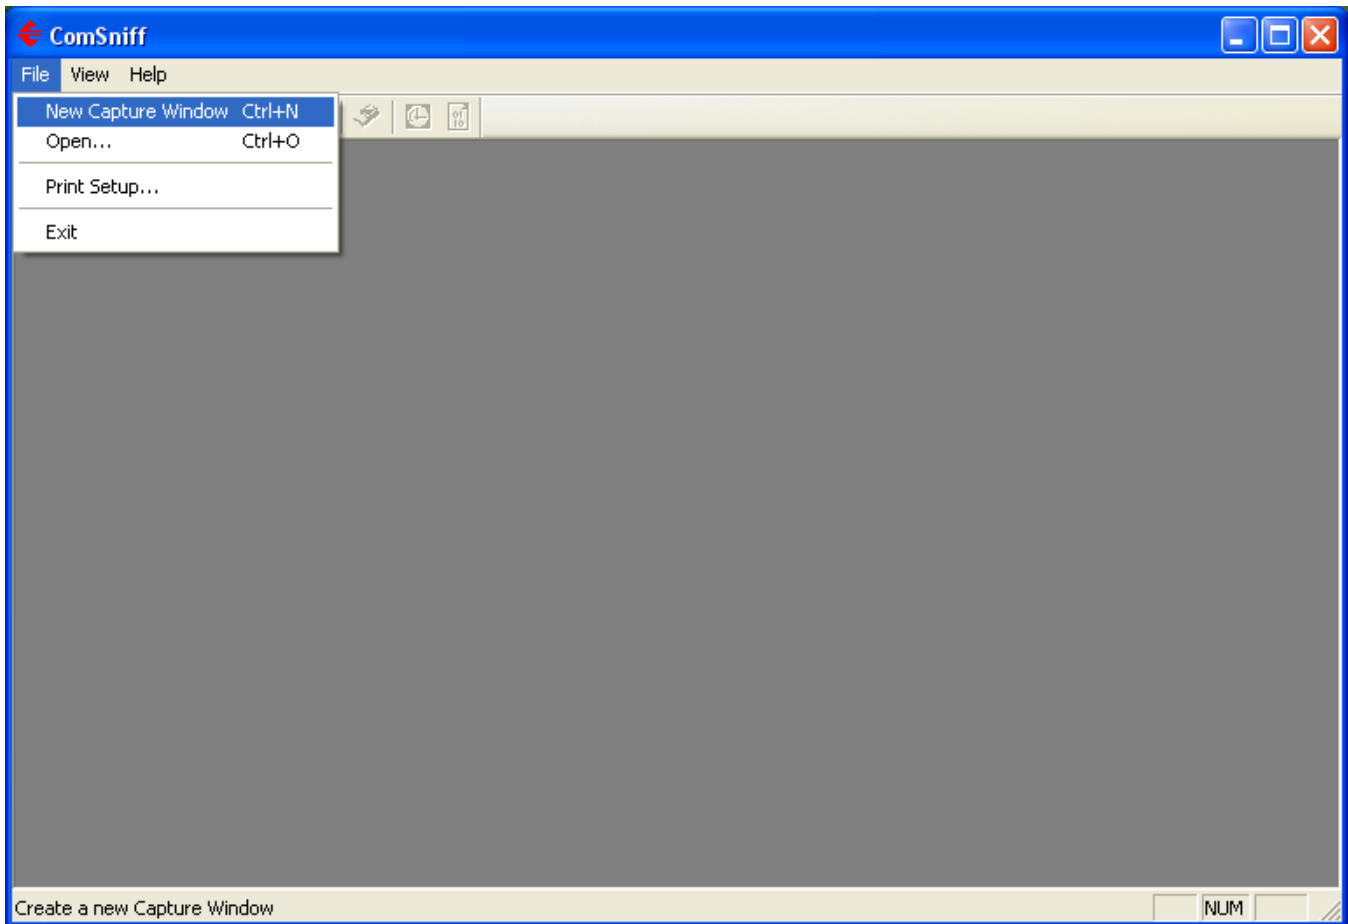 ComSniff
File View Help
New Capture Window Ctrl+N
Open... Ctrl+O
Print Setup...
Exit
Create a new Capture Window
NUM